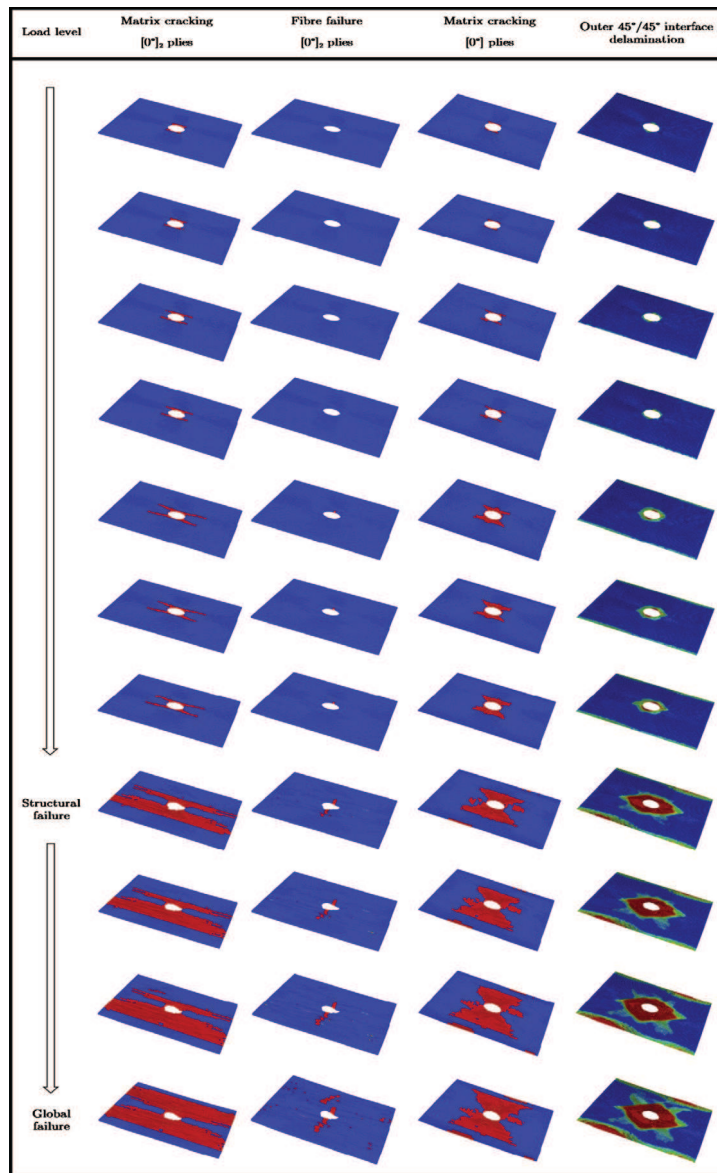 Load level
Matrix cracking
[0°]₂ plies
Fibre failure
[0°]₂ plies
Matrix cracking
[0°] plies
Outer 45°/45° interface
delamination
Structural
failure
Global
failure